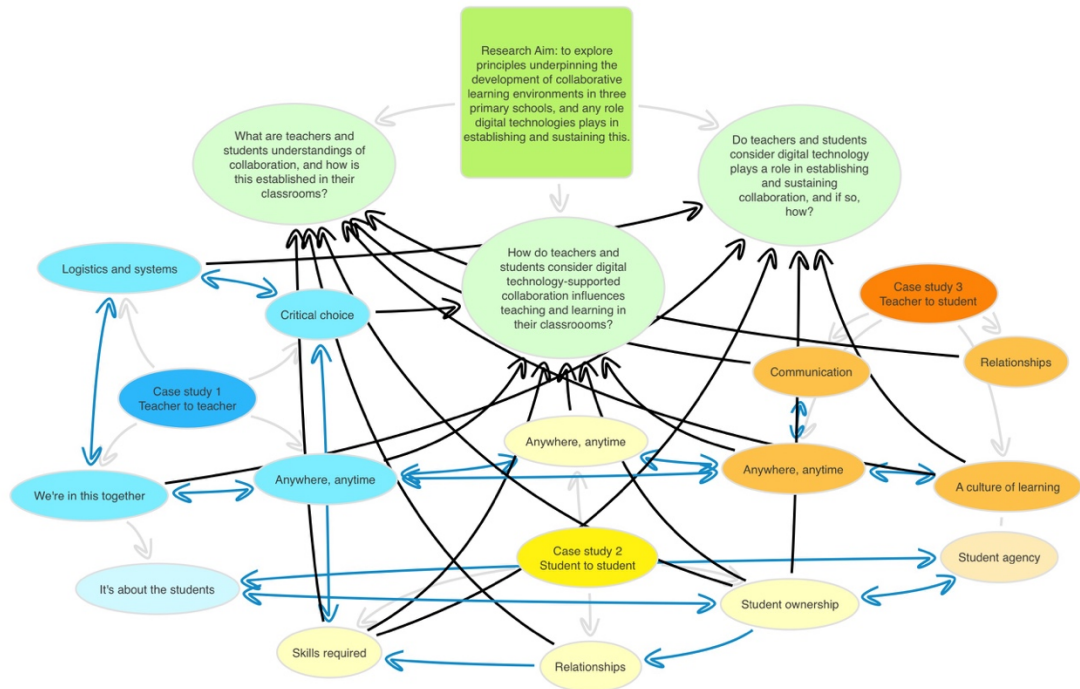 Research Aim: to explore
principles underpinning the
development of collaborative
learning environments in three
primary schools, and any role
digital technologies plays in
establishing and sustaining this.
What are teachers and
students understandings of
collaboration, and how is
this established in their
classrooms?
Do teachers and students
consider digital technology
plays a role in establishing
and sustaining
collaboration, and if so,
how?
How do teachers and
students consider digital
technology-supported
collaboration influences
teaching and learning in
their classrooms?
Logistics and systems
Critical choice
Case study 3
Teacher to student
Communication
Relationships
Case study 1
Teacher to teacher
Anywhere, anytime
We're in this together
Anywhere, anytime
Anywhere, anytime
A culture of learning
Case study 2
Student to student
Student agency
It's about the students
Student ownership
Skills required
Relationships